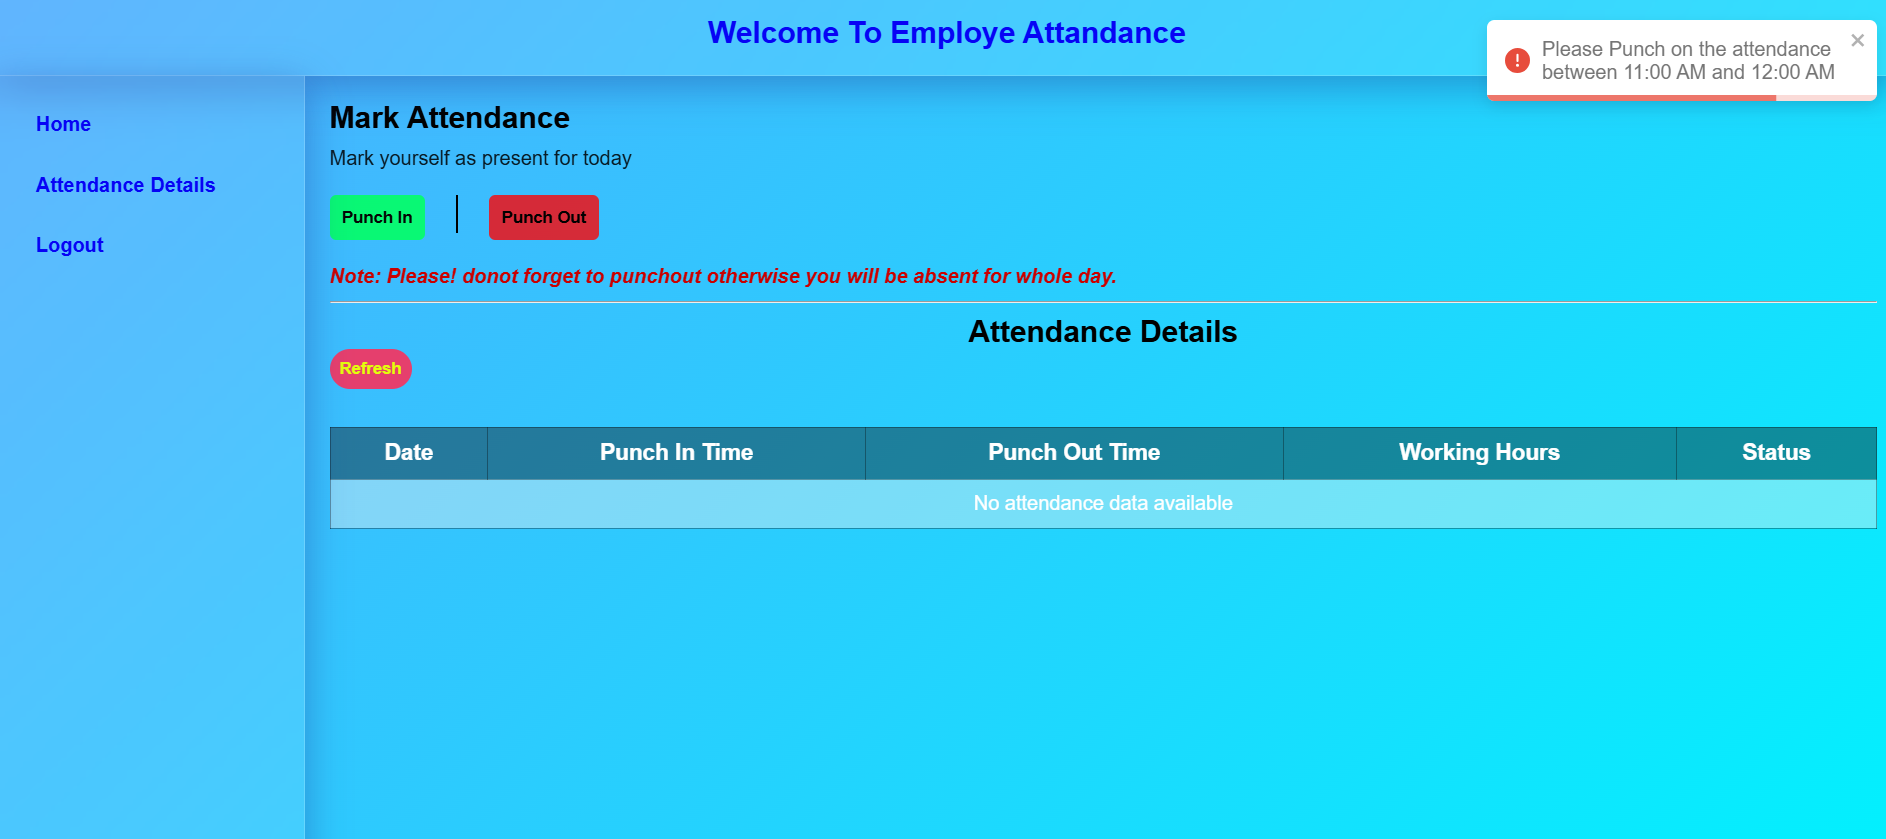 Welcome To Employe Attandance
Please Punch on the attendance
between 11:00 AM and 12:00 AM
Home
Attendance Details
Logout
Mark Attendance
Mark yourself as present for today
Punch In
Punch Out
Note: Please! donot forget to punchout otherwise you will be absent for whole day.
Attendance Details
Refresh
Date Punch In Time Punch Out Time Working Hours Status
No attendance data available